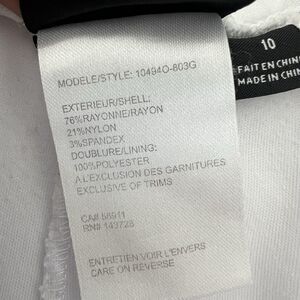 MODELE/STYLE: 10494O-803G
EXTERIEUR/SHELL:
76%RAYONNE/RAYON
21%NYLON
3%SPANDEX
DOUBLURE/LINING:
100%POLYESTER
A L'EXCLUSION DES GARNITURES
EXCLUSIVE OF TRIMS
CA# 56911
RN# 143728
ENTRETIEN VOIR A L'ENVERS
CARE ON REVERSE
10
FAIT EN CHIN
MADE IN CHIN